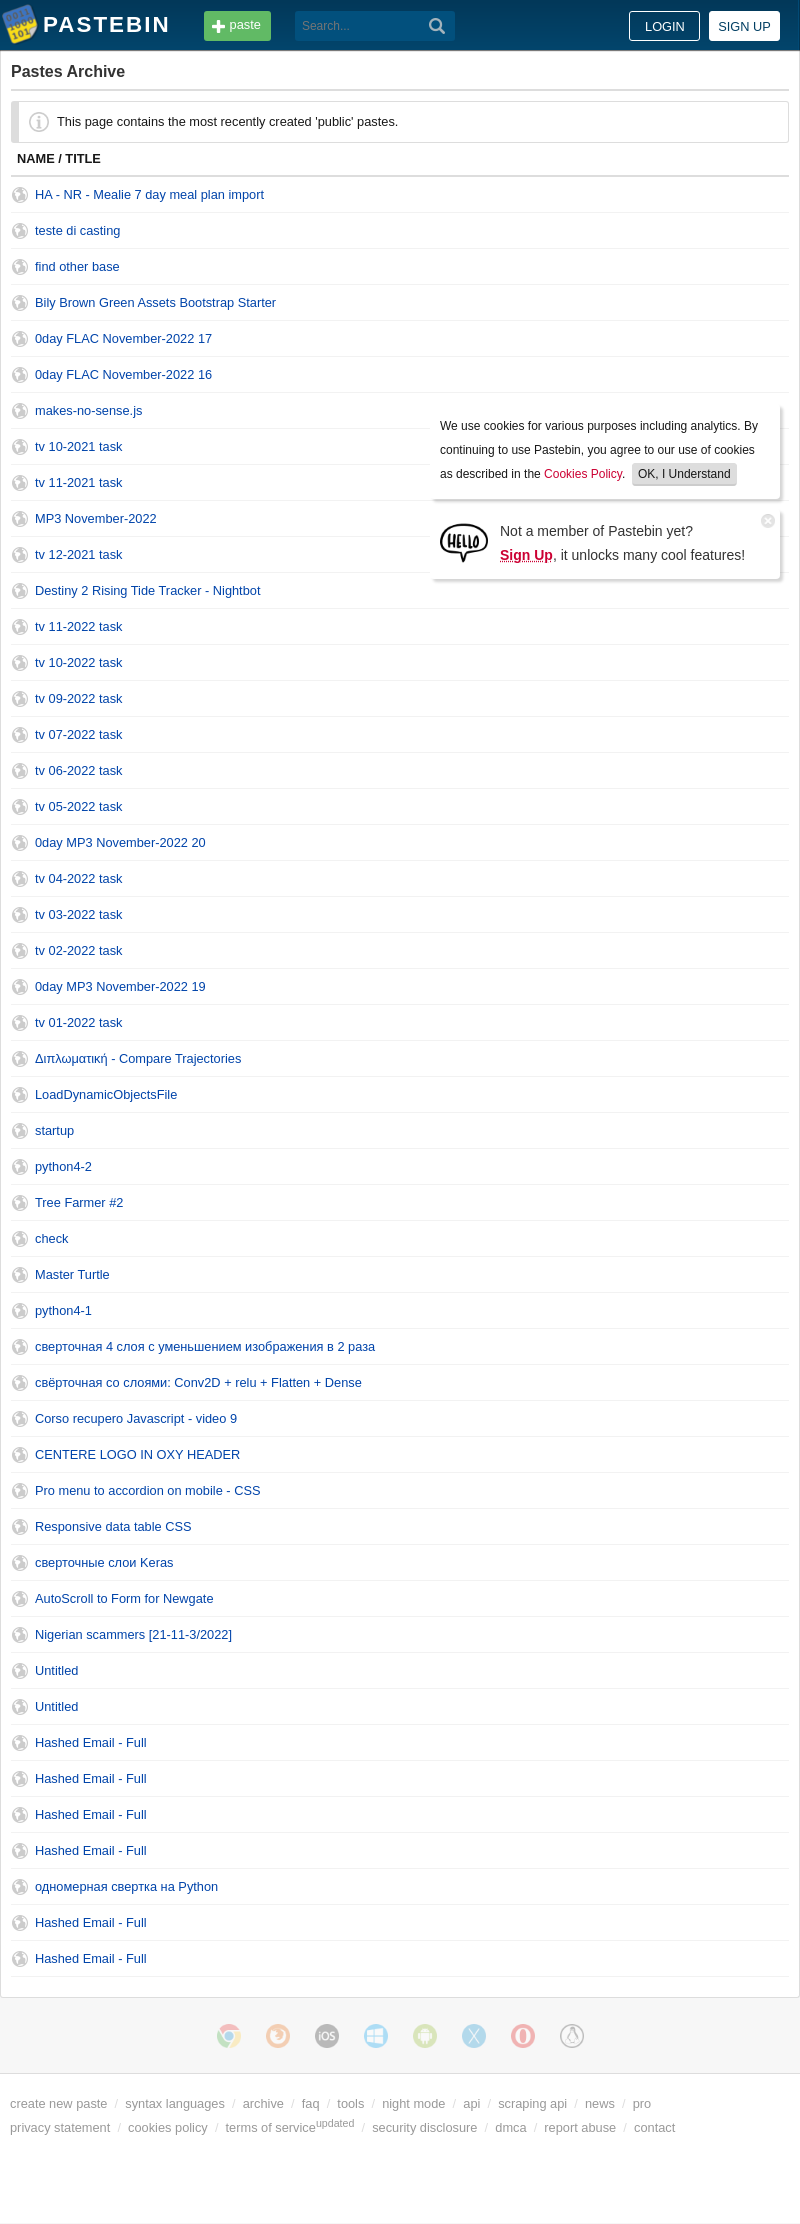 PASTEBIN
paste
Search...
LOGIN
SIGN UP
Pastes Archive
This page contains the most recently created 'public' pastes.
NAME / TITLE
HA - NR - Mealie 7 day meal plan import
teste di casting
find other base
Bily Brown Green Assets Bootstrap Starter
0day FLAC November-2022 17
0day FLAC November-2022 16
makes-no-sense.js
tv 10-2021 task
tv 11-2021 task
MP3 November-2022
tv 12-2021 task
Destiny 2 Rising Tide Tracker - Nightbot
We use cookies for various purposes including analytics. By
continuing to use Pastebin, you agree to our use of cookies
as described in the Cookies Policy. OK, I Understand
HELLO
Not a member of Pastebin yet?
Sign Up, it unlocks many cool features!
tv 11-2022 task
tv 10-2022 task
tv 09-2022 task
tv 07-2022 task
tv 06-2022 task
tv 05-2022 task
0day MP3 November-2022 20
tv 04-2022 task
tv 03-2022 task
tv 02-2022 task
0day MP3 November-2022 19
tv 01-2022 task
Διπλωματική - Compare Trajectories
LoadDynamicObjectsFile
startup
python4-2
Tree Farmer #2
check
Master Turtle
python4-1
сверточная 4 слоя с уменьшением изображения в 2 раза
свёрточная со слоями: Conv2D + relu + Flatten + Dense
Corso recupero Javascript - video 9
CENTERE LOGO IN OXY HEADER
Pro menu to accordion on mobile - CSS
Responsive data table CSS
сверточные слои Keras
AutoScroll to Form for Newgate
Nigerian scammers [21-11-3/2022]
Untitled
Untitled
Hashed Email - Full
Hashed Email - Full
Hashed Email - Full
Hashed Email - Full
одномерная свертка на Python
Hashed Email - Full
Hashed Email - Full
iOS
create new paste / syntax languages / archive / faq / tools / night mode / api / scraping api / news / pro
privacy statement / cookies policy / terms of service updated / security disclosure / dmca / report abuse / contact